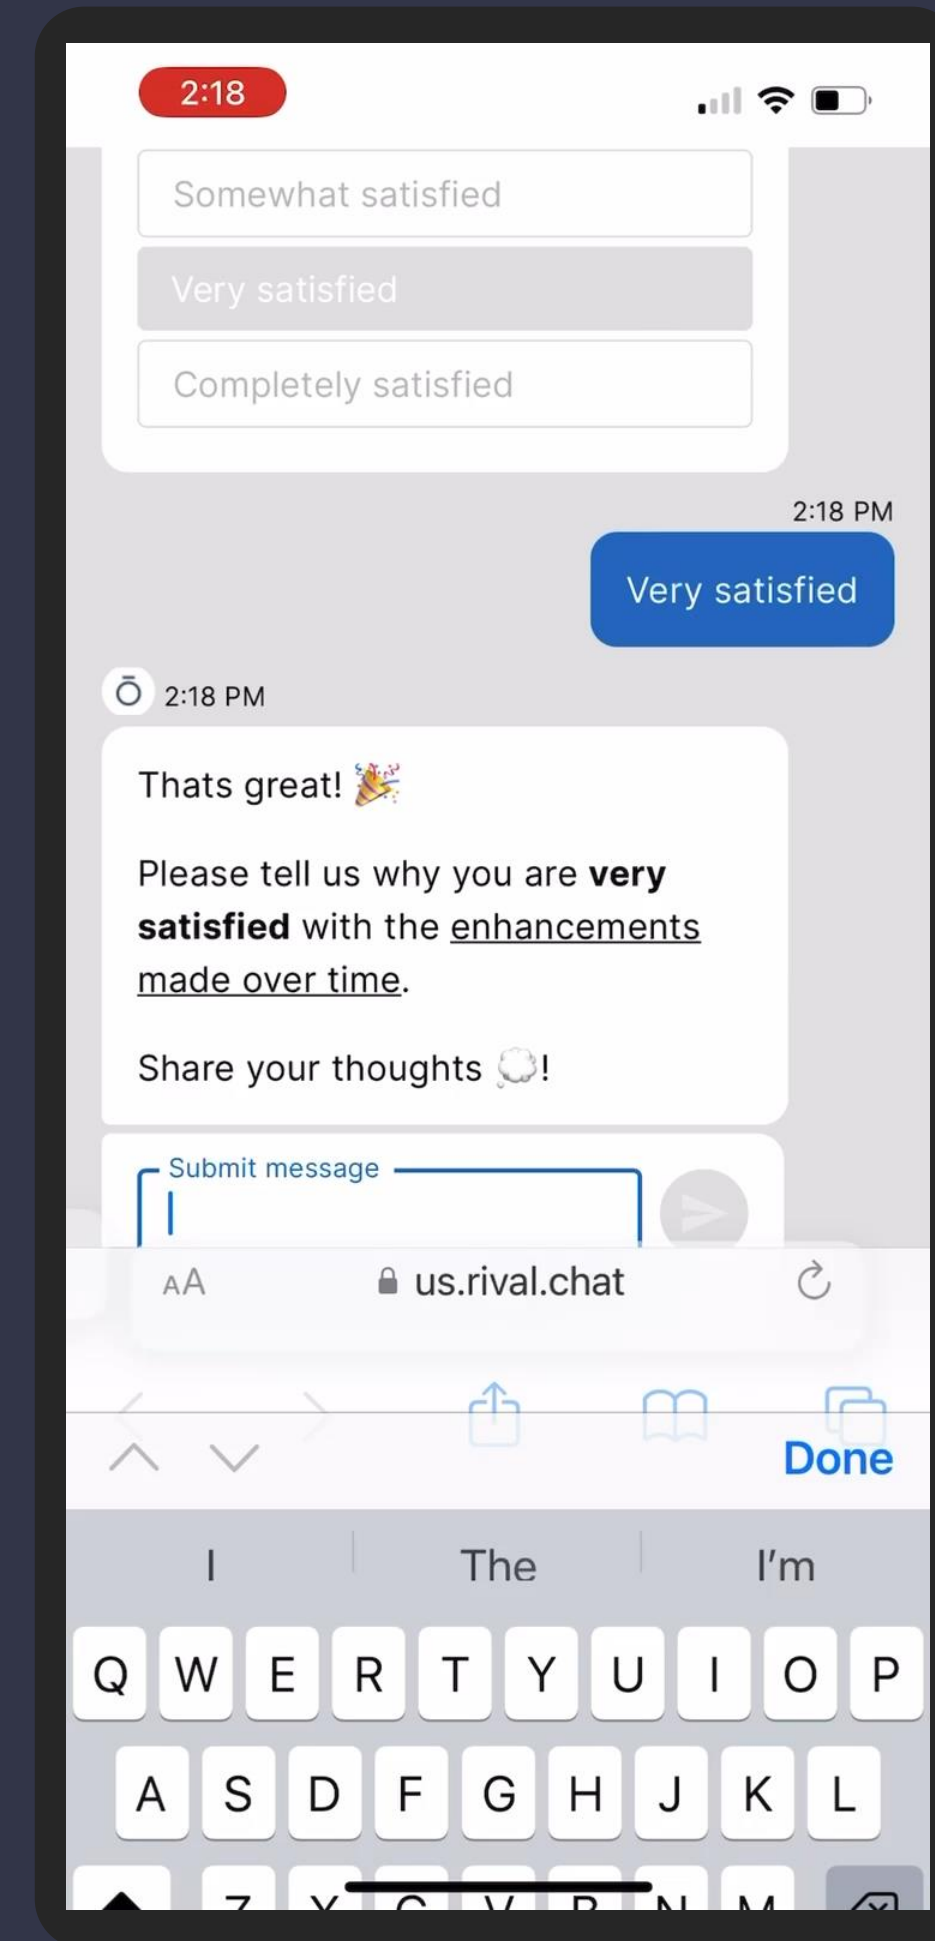 2:18
Somewhat satisfied
Very satisfied
Completely satisfied
2:18 PM
Very satisfied
2:18 PM
Thats great! 🎉
Please tell us why you are very
satisfied with the enhancements
made over time.
Share your thoughts 💭!
Submit message
AA us.rival.chat
Done
I The I'm
Q W E R T Y U I O P
A S D F G H J K L
Z X C V B N M